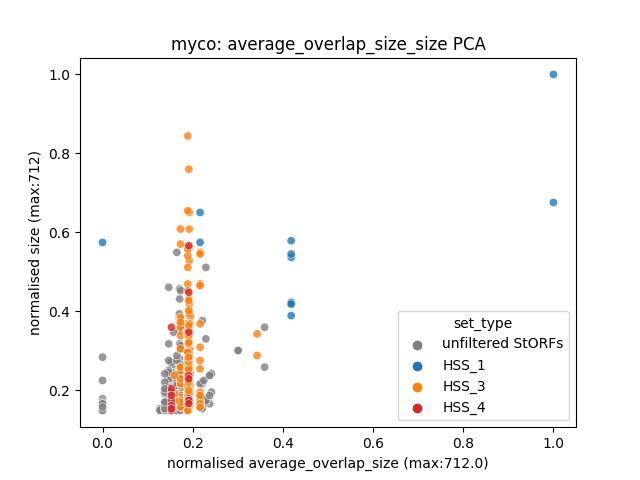 myco: average_overlap_size_size PCA
normalised size (max:712)
1.0
0.8
0.6
0.4
0.2
set_type
unfiltered StORFs
HSS_1
HSS_3
HSS_4
0.0 0.2 0.4 0.6 0.8 1.0
normalised average_overlap_size (max:712.0)